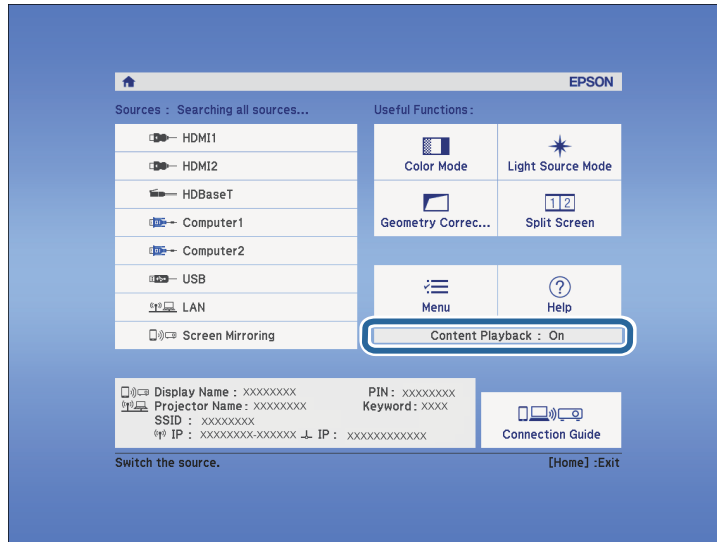 EPSON
Sources : Searching all sources...
HDMI1
HDMI2
HDBaseT
Computer1
Computer2
USB
LAN
Screen Mirroring
Useful Functions :
Color Mode
Light Source Mode
Geometry Correc...
1 2
Split Screen
Menu
?
Help
Content Playback : On
Display Name : XXXXXXXX
PIN : XXXXXXXX
Projector Name : XXXXXXXX
Keyword : XXXX
SSID : XXXXXXXX
IP : XXXXXXXX-XXXXXX
IP : XXXXXXXXXXXX
Connection Guide
Switch the source.
[Home] :Exit